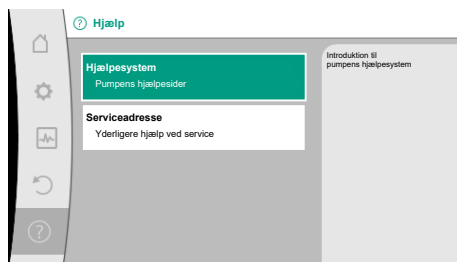 Hjælp
Hjælpesystem
Pumpens hjælpesider
Serviceadresse
Yderligere hjælp ved service
Introduktion til
pumpens hjælpesystem